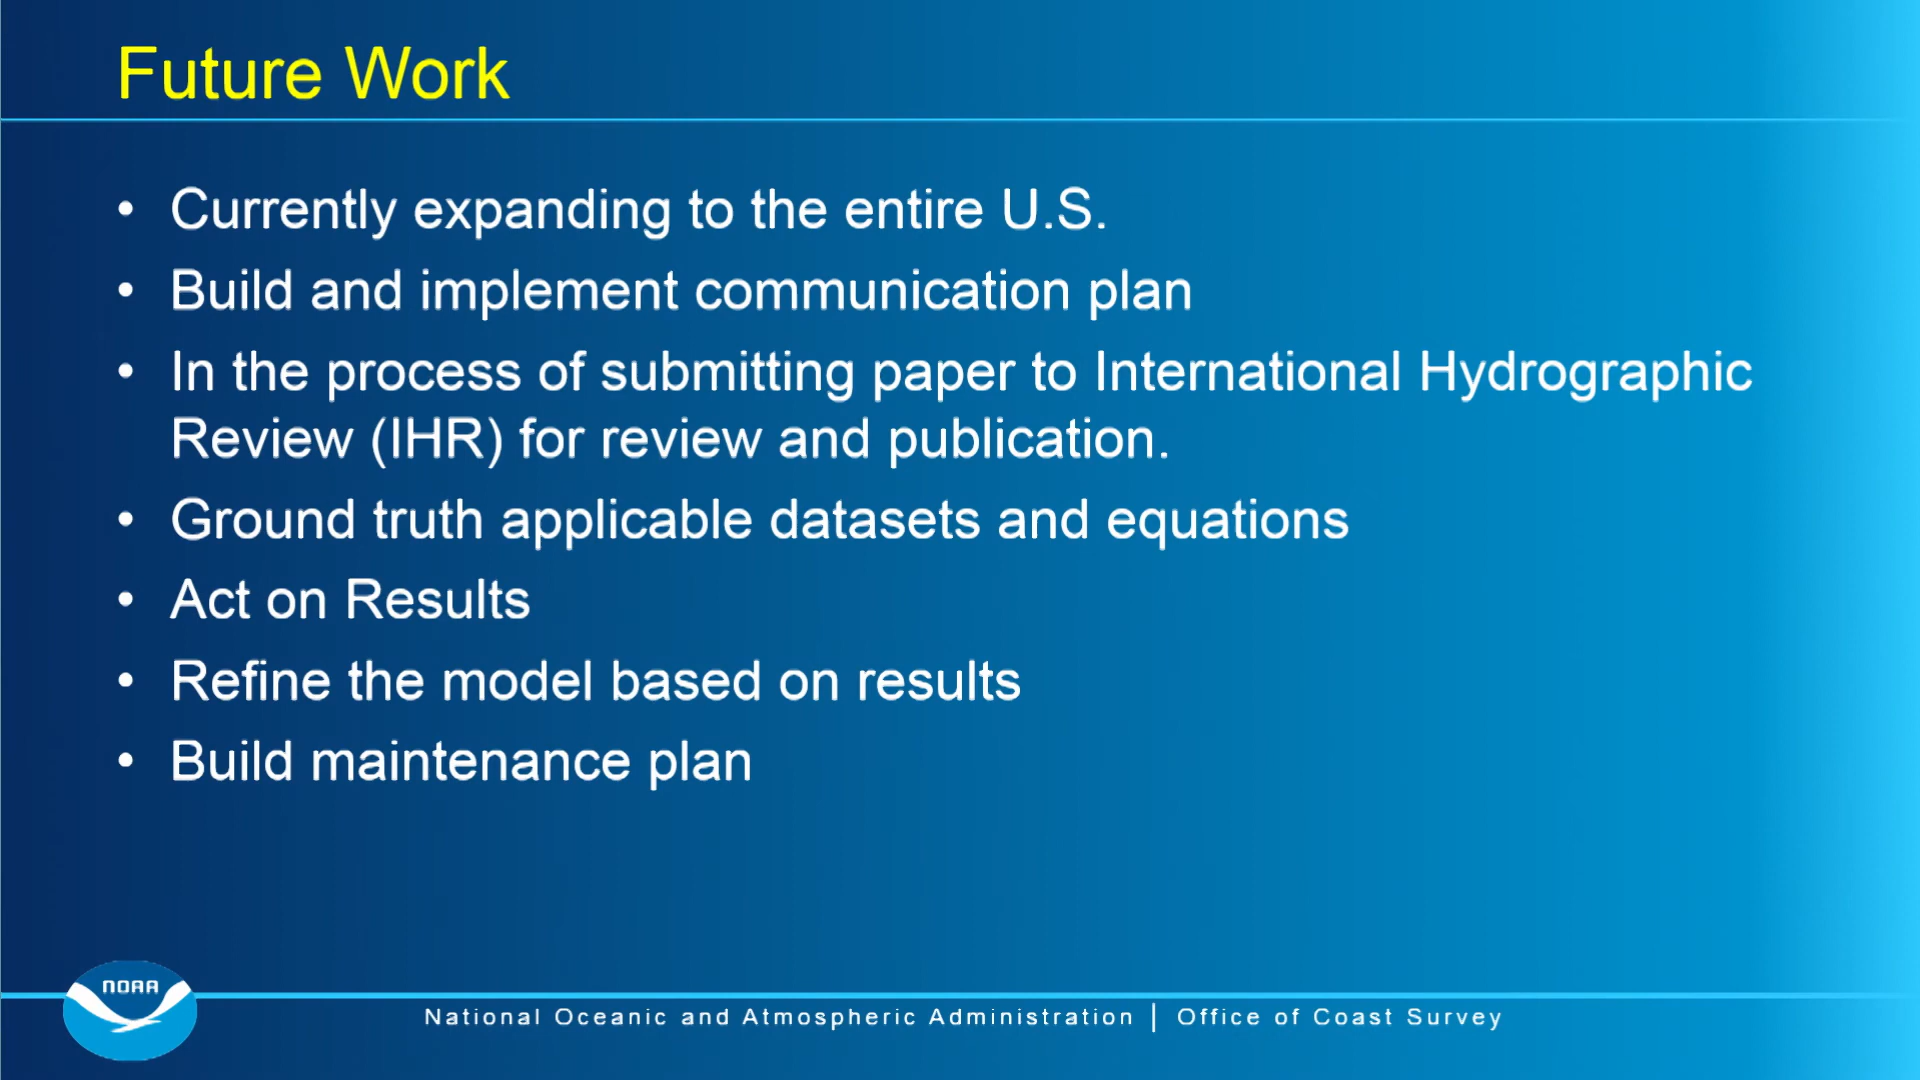 Future Work
• Currently expanding to the entire U.S.
• Build and implement communication plan
• In the process of submitting paper to International Hydrographic
Review (IHR) for review and publication.
• Ground truth applicable datasets and equations
• Act on Results
• Refine the model based on results
• Build maintenance plan
NOAA
National Oceanic and Atmospheric Administration | Office of Coast Survey